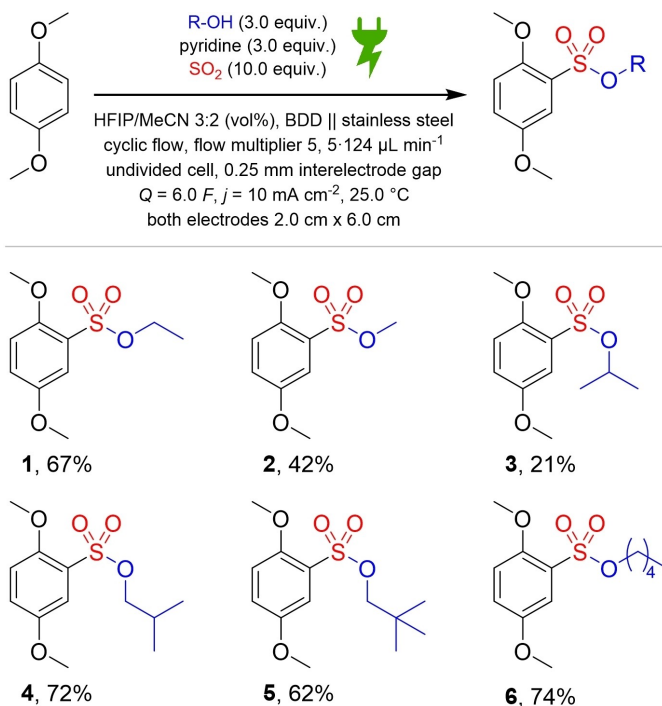 R-OH (3.0 equiv.)
pyridine (3.0 equiv.)
SO₂ (10.0 equiv.)
HFIP/MeCN 3:2 (vol%), BDD || stainless steel
cyclic flow, flow multiplier 5, 5·124 µL min⁻¹
undivided cell, 0.25 mm interelectrode gap
Q = 6.0 F, j = 10 mA cm⁻², 25.0 °C
both electrodes 2.0 cm x 6.0 cm
O
O
O
O O
S
O R
O
O
O O
S
O
O
1, 67%
O
O O
S
O
O
2, 42%
O
O O
S
O
O
3, 21%
O
O O
S
O
O
4, 72%
O
O O
S
O
O
5, 62%
O
O O
S
O ( )4
O
6, 74%